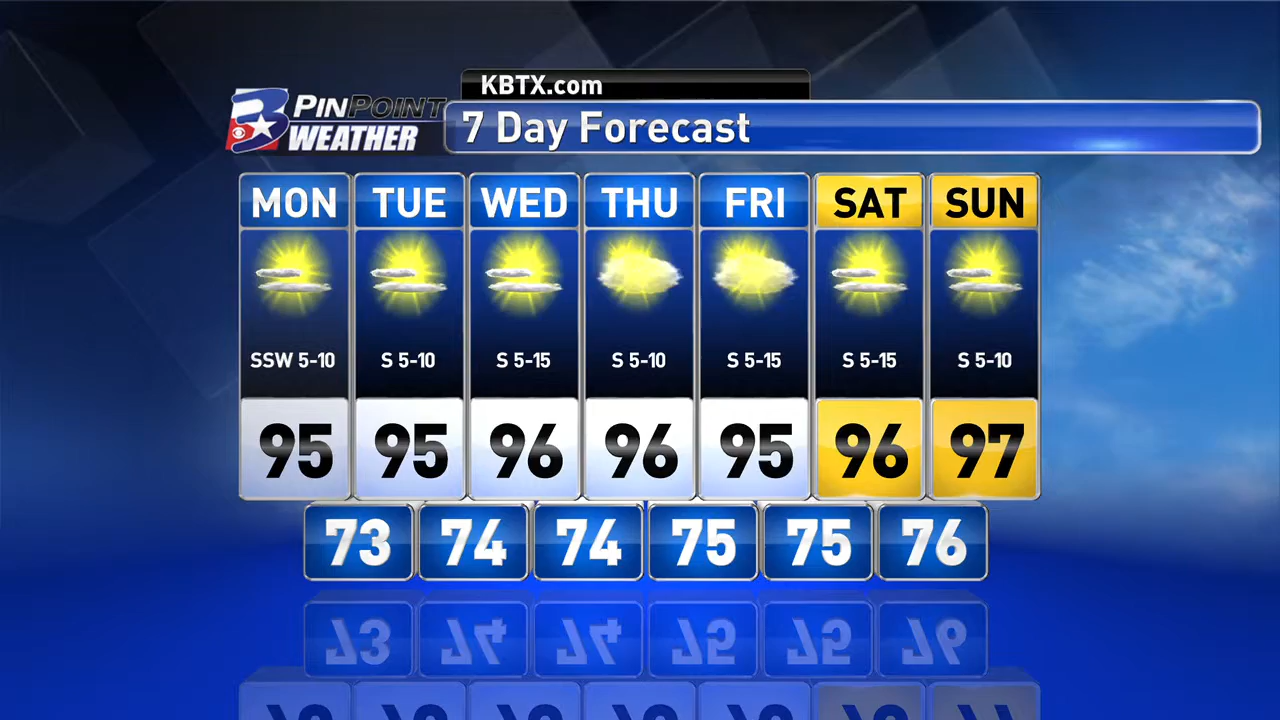 KBTX.com
3 PINPOINT
WEATHER
7 Day Forecast
MON TUE WED THU FRI SAT SUN
SSW 5-10 S 5-10 S 5-15 S 5-10 S 5-15 S 5-15 S 5-10
95 95 96 96 95 96 97
73 74 74 75 75 76